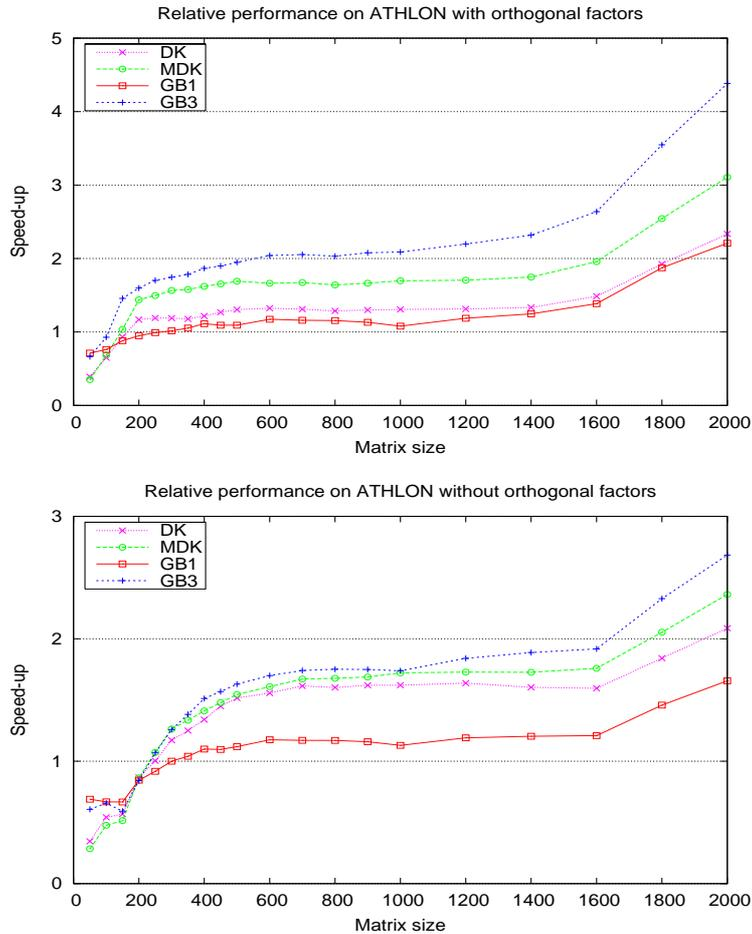 Relative performance on ATHLON with orthogonal factors
5
4
3
2
1
0
Speed-up
DK
MDK
GB1
GB3
0 200 400 600 800 1000 1200 1400 1600 1800 2000
Matrix size
Relative performance on ATHLON without orthogonal factors
3
2
1
0
Speed-up
DK
MDK
GB1
GB3
0 200 400 600 800 1000 1200 1400 1600 1800 2000
Matrix size